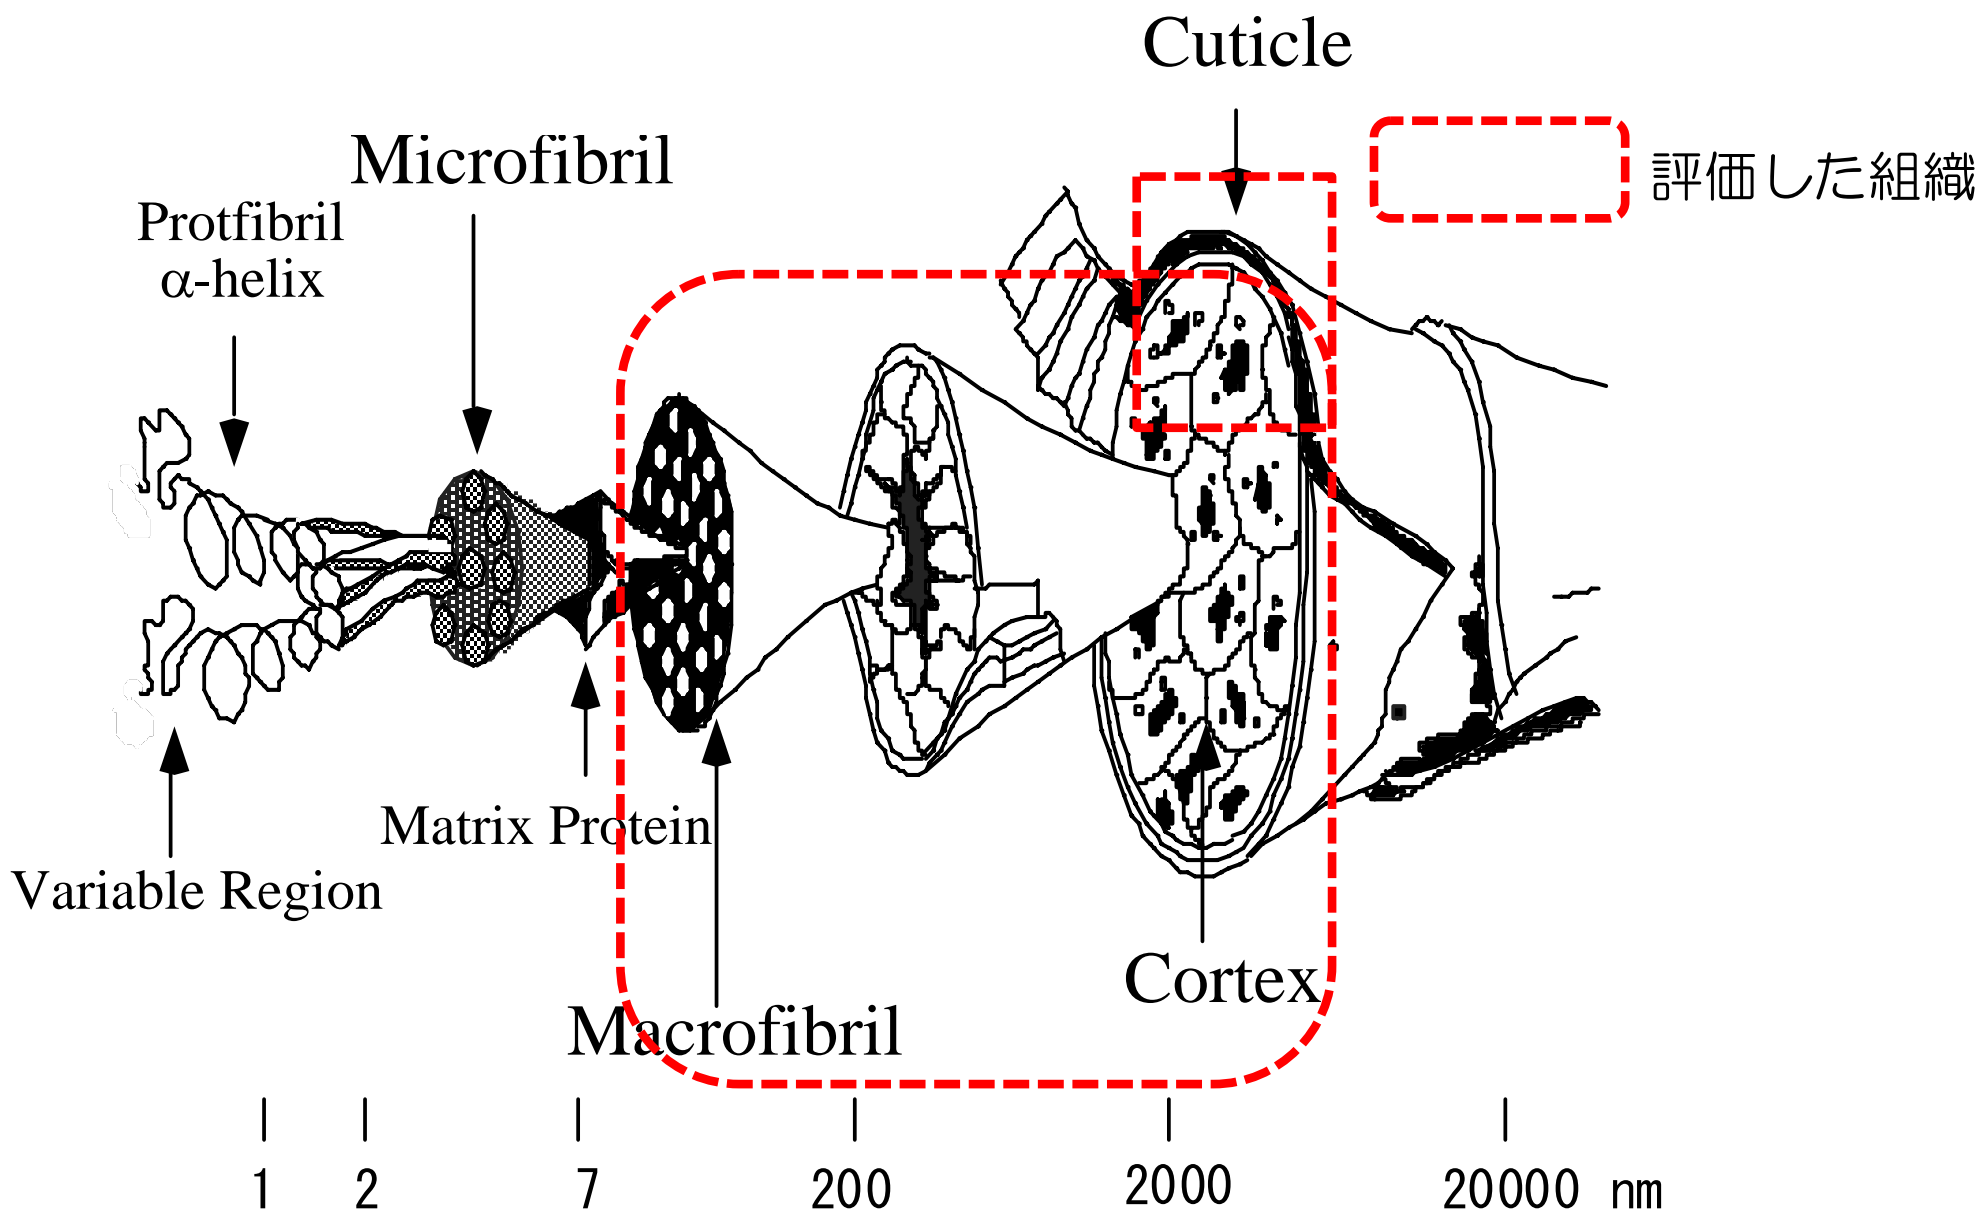 Cuticle
Microfibril
評価した組織
Protfibril
α-helix
Matrix Protein
Variable Region
Cortex
Macrofibril
1 2 7 200 2000 20000 nm